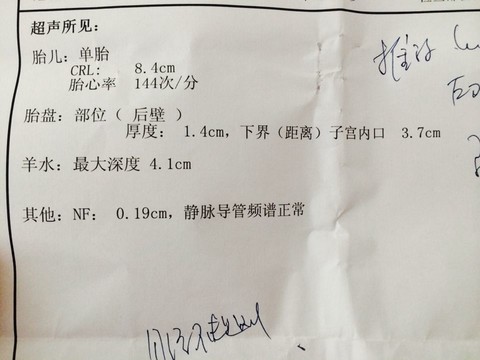 超声所见：
胎儿：单胎
CRL: 8.4cm
胎心率 144次/分
胎盘：部位（ 后壁 ）
厚度： 1.4cm，下界（距离）子宫内口 3.7cm
羊水：最大深度 4.1cm
其他：NF: 0.19cm，静脉导管频谱正常